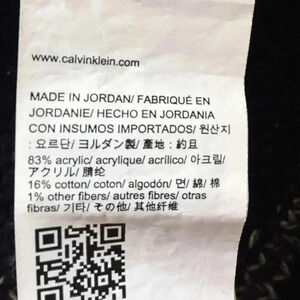 www.calvinklein.com
MADE IN JORDAN/ FABRIQUÉ EN
JORDANIE/ HECHO EN JORDANIA
CON INSUMOS IMPORTADOS/ 원산지
: 요르단/ ヨルダン製/ 產地：約旦
83% acrylic/ acrylique/ acrílico/ 아크릴/
アクリル/ 腈纶
16% cotton/ coton/ algodón/ 면/ 綿/ 棉
1% other fibers/ autres fibres/ otras
fibras/ 기타/ その他/ 其他纤维